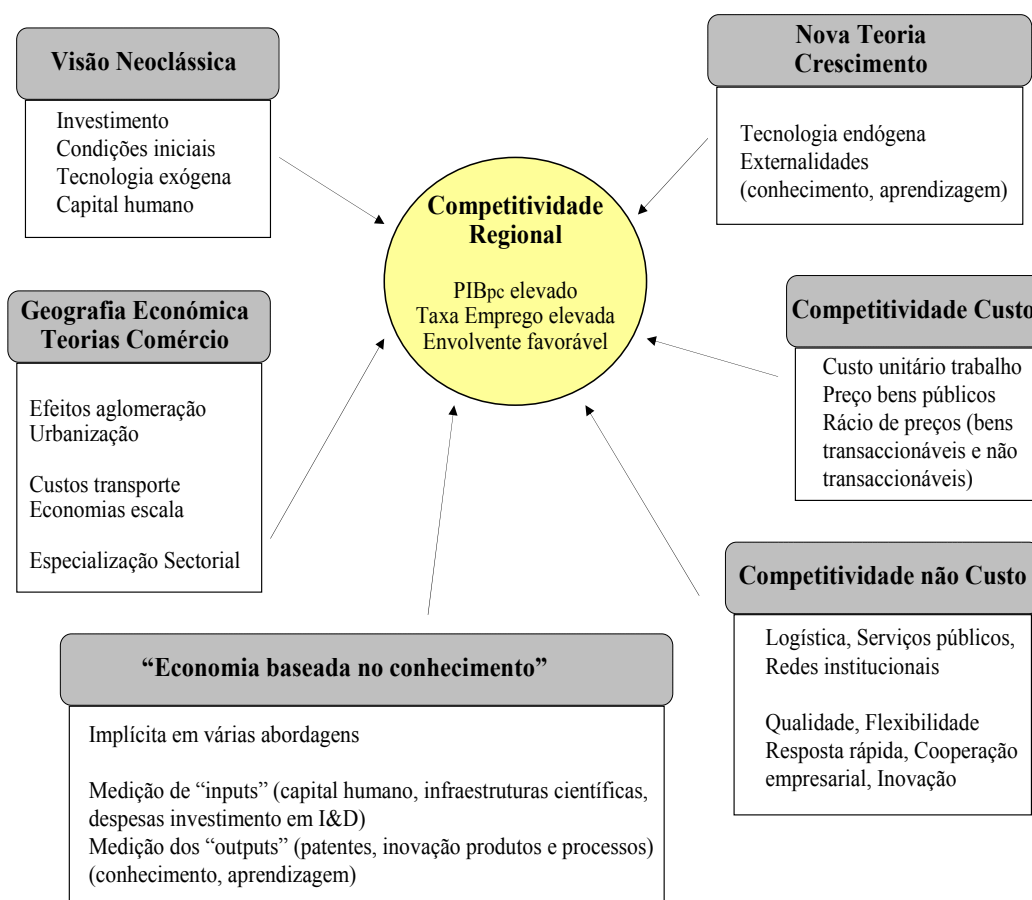 Visão Neoclássica
Investimento
Condições iniciais
Tecnologia exógena
Capital humano
Nova Teoria
Crescimento
Tecnologia endógena
Externalidades
(conhecimento, aprendizagem)
Competitividade
Regional
PIBpc elevado
Taxa Emprego elevada
Envolvente favorável
Geografia Económica
Teorias Comércio
Efeitos aglomeração
Urbanização
Custos transporte
Economias escala
Especialização Sectorial
Competitividade Custo
Custo unitário trabalho
Preço bens públicos
Rácio de preços (bens
transaccionáveis e não
transaccionáveis)
Competitividade não Custo
Logística, Serviços públicos,
Redes institucionais
Qualidade, Flexibilidade
Resposta rápida, Cooperação
empresarial, Inovação
“Economia baseada no conhecimento”
Implícita em várias abordagens
Medição de “inputs” (capital humano, infraestruturas científicas,
despesas investimento em I&D)
Medição dos “outputs” (patentes, inovação produtos e processos)
(conhecimento, aprendizagem)